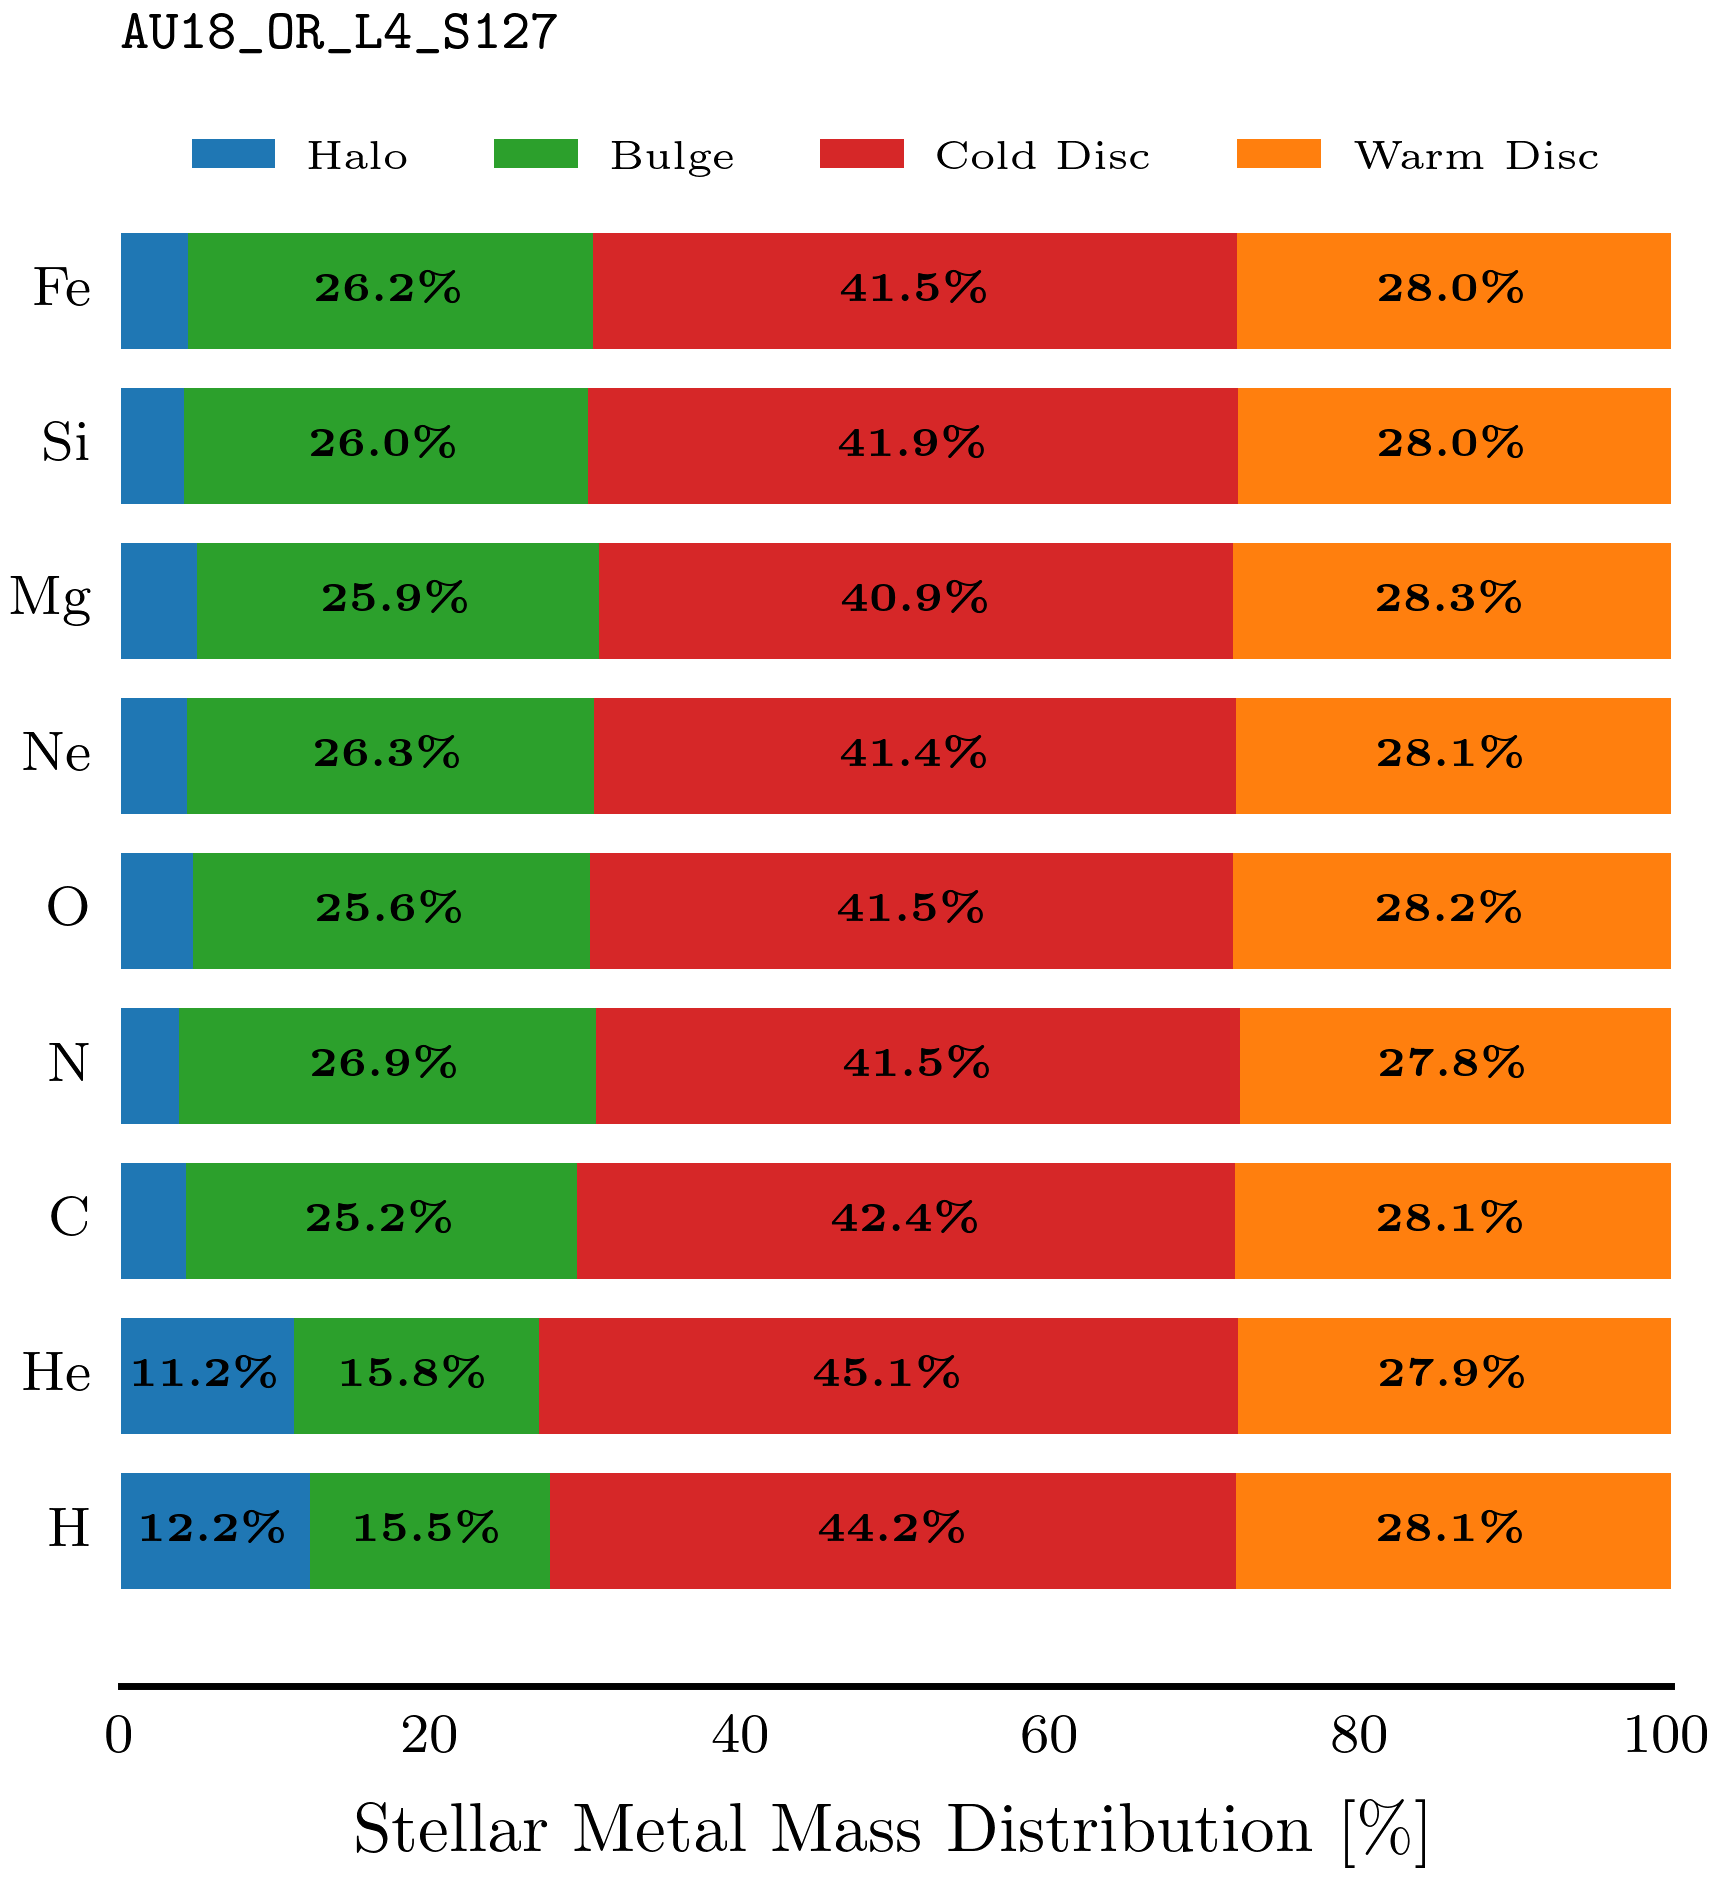 AU18_OR_L4_S127
Halo Bulge Cold Disc Warm Disc
Fe 26.2% 41.5% 28.0%
Si 26.0% 41.9% 28.0%
Mg 25.9% 40.9% 28.3%
Ne 26.3% 41.4% 28.1%
O 25.6% 41.5% 28.2%
N 26.9% 41.5% 27.8%
C 25.2% 42.4% 28.1%
He 11.2% 15.8% 45.1% 27.9%
H 12.2% 15.5% 44.2% 28.1%
0 20 40 60 80 100
Stellar Metal Mass Distribution [%]